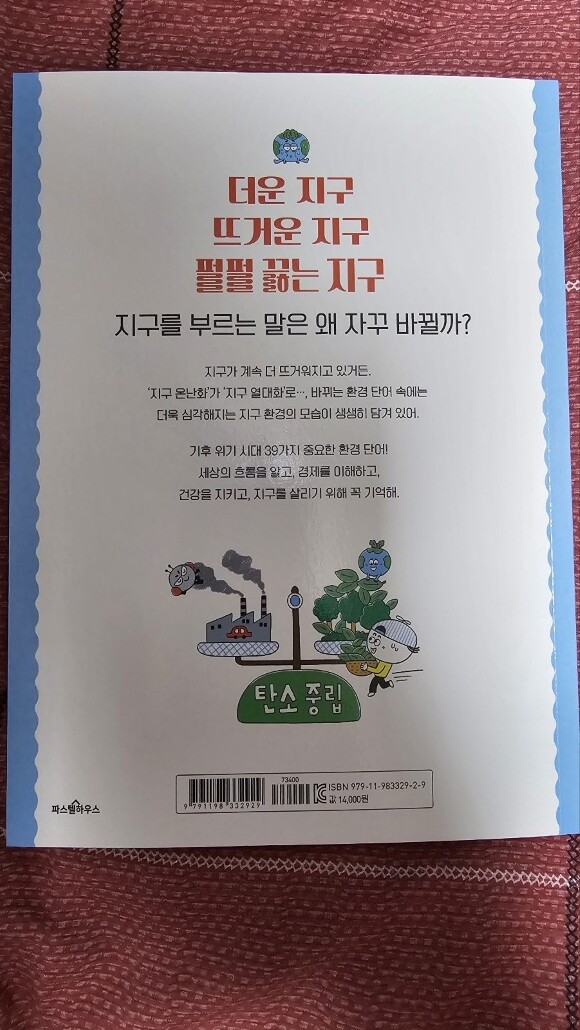 더운 지구
뜨거운 지구
펄펄 끓는 지구
지구를 부르는 말은 왜 자꾸 바뀔까?
지구가 계속 더 뜨거워지고 있거든.
'지구 온난화'가 '지구 열대화'로…, 바뀌는 환경 단어 속에는
더욱 심각해지는 지구 환경의 모습이 생생히 담겨 있어.
기후 위기 시대 39가지 중요한 환경 단어!
세상의 흐름을 알고, 경제를 이해하고,
건강을 지키고, 지구를 살리기 위해 꼭 기억해.
탄소 중립
파스텔하우스
9 791198 332929
73400
ISBN 979-11-983329-2-9
값 14,000원